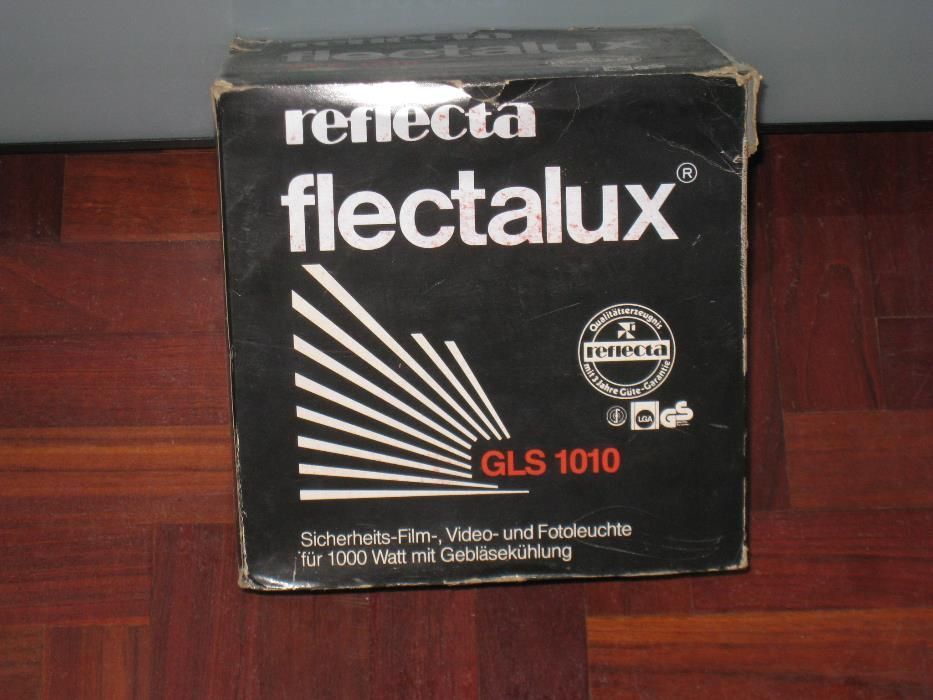 flectalux
reflecta
flectalux®
Qualitätserzeugnis
reflecta
mit 3 Jahre Güte-Garantie
LGA
GS
GLS 1010
Sicherheits-Film-, Video- und Fotoleuchte
für 1000 Watt mit Gebläsekühlung